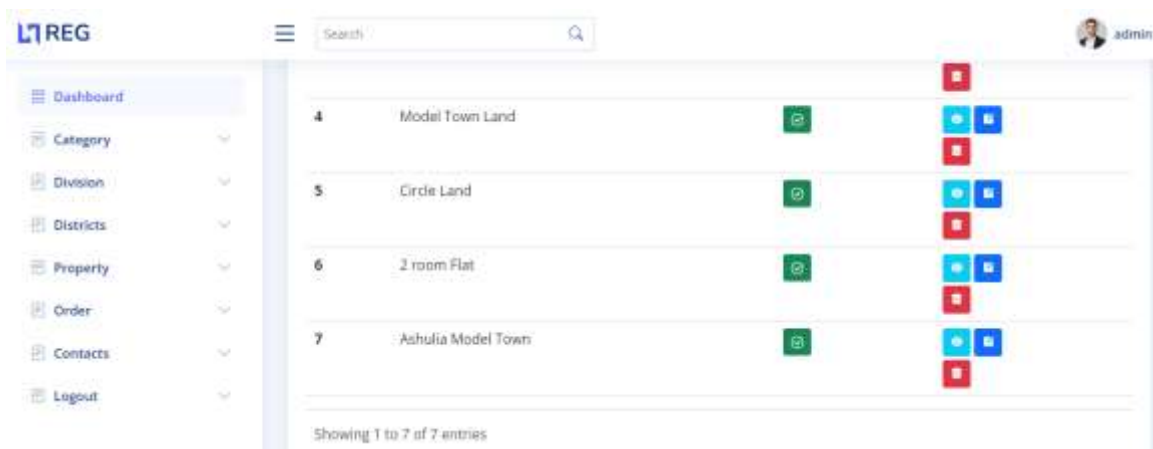 REG
Search
admin
Dashboard
Category
Division
Districts
Property
Order
Contacts
Logout
4 Model Town Land
5 Circle Land
6 2 room Flat
7 Ashulia Model Town
Showing 1 to 7 of 7 entries